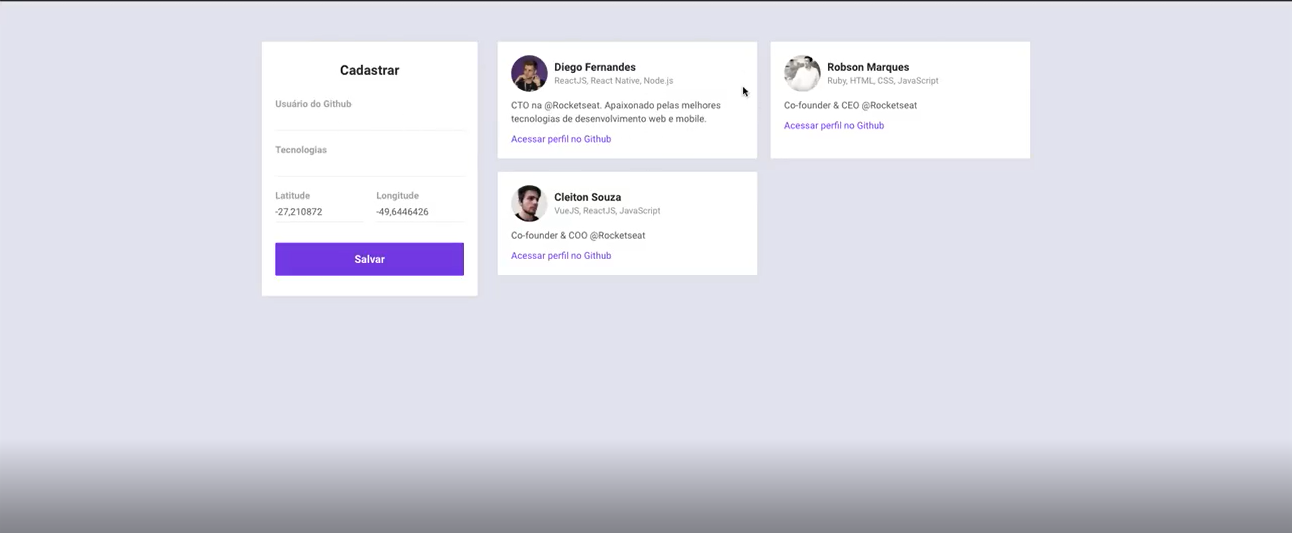 Cadastrar
Usuário do Github
Tecnologias
Latitude
Longitude
-27,210872
-49,6446426
Salvar
Diego Fernandes
ReactJS, React Native, Node.js
CTO na @Rocketseat. Apaixonado pelas melhores
tecnologias de desenvolvimento web e mobile.
Acessar perfil no Github
Robson Marques
Ruby, HTML, CSS, JavaScript
Co-founder & CEO @Rocketseat
Acessar perfil no Github
Cleiton Souza
VueJS, ReactJS, JavaScript
Co-founder & COO @Rocketseat
Acessar perfil no Github